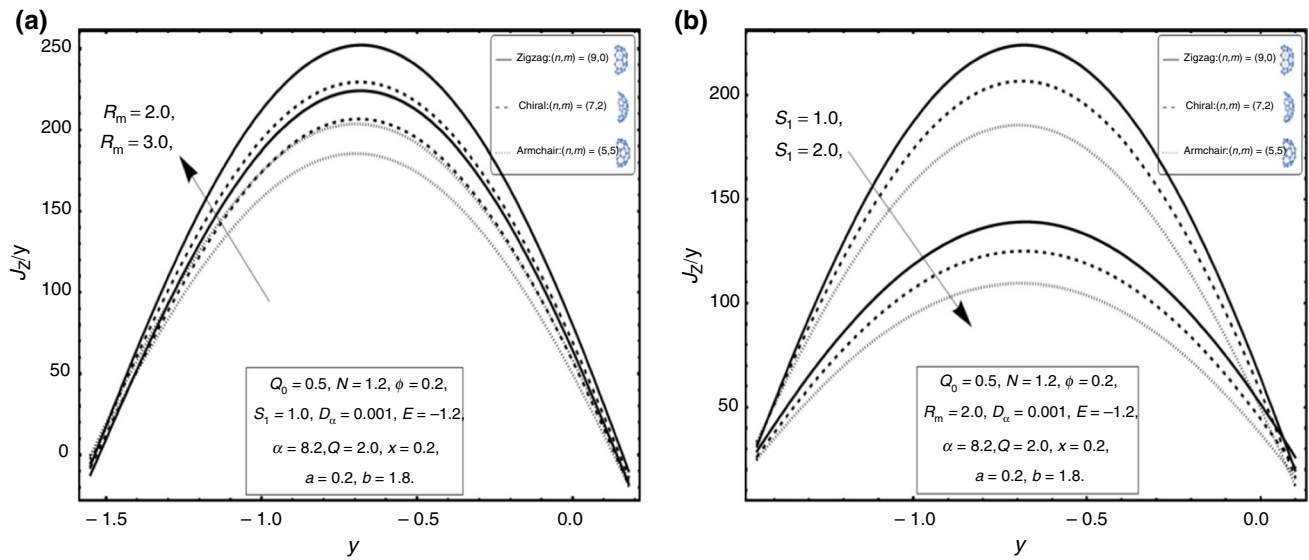 (a)
250
200
150
100
50
0
J_Z/y
R_m = 2.0,
R_m = 3.0,
Zigzag:(n,m) = (9,0)
Chiral:(n,m) = (7,2)
Armchair:(n,m) = (5,5)
Q_0 = 0.5, N = 1.2, ϕ = 0.2,
S_1 = 1.0, D_α = 0.001, E = −1.2,
α = 8.2,Q = 2.0, x = 0.2,
a = 0.2, b = 1.8.
−1.5 −1.0 −0.5 0.0
y
(b)
200
150
100
50
J_Z/y
S_1 = 1.0,
S_1 = 2.0,
Zigzag:(n,m) = (9,0)
Chiral:(n,m) = (7,2)
Armchair:(n,m) = (5,5)
Q_0 = 0.5, N = 1.2, ϕ = 0.2,
R_m = 2.0, D_α = 0.001, E = −1.2,
α = 8.2,Q = 2.0, x = 0.2,
a = 0.2, b = 1.8.
−1.0 −0.5 0.0
y